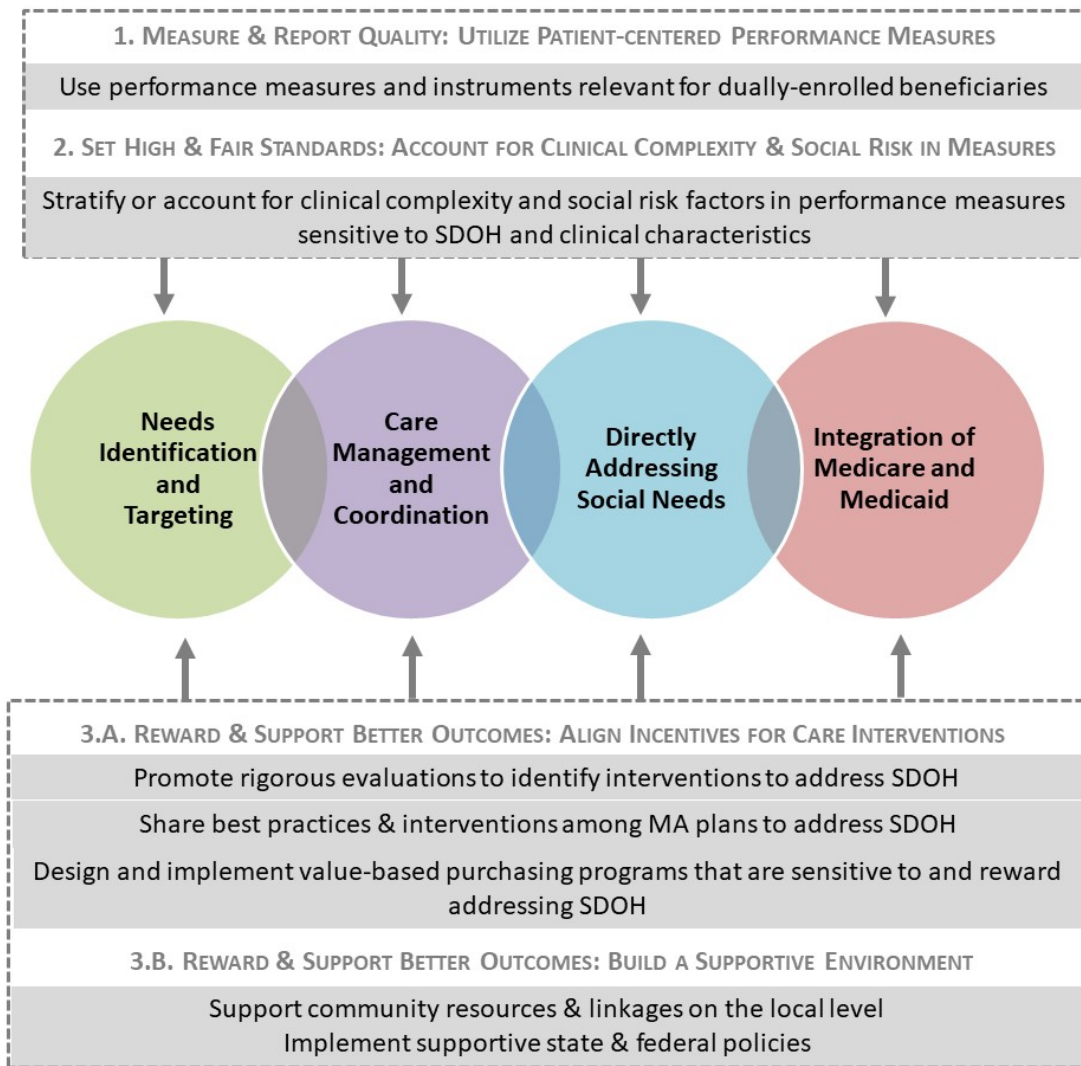 1. MEASURE & REPORT QUALITY: UTILIZE PATIENT-CENTERED PERFORMANCE MEASURES
Use performance measures and instruments relevant for dually-enrolled beneficiaries
2. SET HIGH & FAIR STANDARDS: ACCOUNT FOR CLINICAL COMPLEXITY & SOCIAL RISK IN MEASURES
Stratify or account for clinical complexity and social risk factors in performance measures
sensitive to SDOH and clinical characteristics
Needs
Identification
and
Targeting
Care
Management
and
Coordination
Directly
Addressing
Social Needs
Integration of
Medicare and
Medicaid
3.A. REWARD & SUPPORT BETTER OUTCOMES: ALIGN INCENTIVES FOR CARE INTERVENTIONS
Promote rigorous evaluations to identify interventions to address SDOH
Share best practices & interventions among MA plans to address SDOH
Design and implement value-based purchasing programs that are sensitive to and reward
addressing SDOH
3.B. REWARD & SUPPORT BETTER OUTCOMES: BUILD A SUPPORTIVE ENVIRONMENT
Support community resources & linkages on the local level
Implement supportive state & federal policies